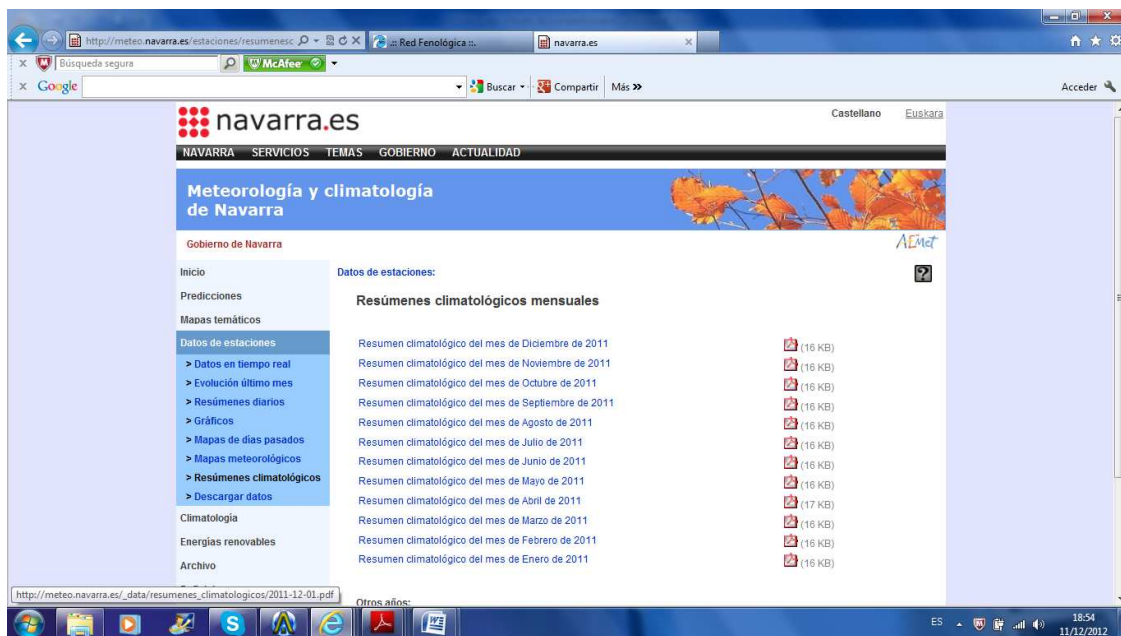 http://meteo.navarra.es/estaciones/resumenesc
.:: Red Fenológica ::.
navarra.es
Búsqueda segura
McAfee
Google
Buscar
Compartir
Más
Acceder
navarra.es
Castellano
Euskara
NAVARRA SERVICIOS TEMAS GOBIERNO ACTUALIDAD
Meteorología y climatología
de Navarra
Gobierno de Navarra
AEMet
Inicio
Predicciones
Mapas temáticos
Datos de estaciones
> Datos en tiempo real
> Evolución último mes
> Resúmenes diarios
> Gráficos
> Mapas de días pasados
> Mapas meteorológicos
> Resúmenes climatológicos
> Descargar datos
Climatología
Energías renovables
Archivo
Datos de estaciones:
Resúmenes climatológicos mensuales
Resumen climatológico del mes de Diciembre de 2011 (16 KB)
Resumen climatológico del mes de Noviembre de 2011 (16 KB)
Resumen climatológico del mes de Octubre de 2011 (16 KB)
Resumen climatológico del mes de Septiembre de 2011 (16 KB)
Resumen climatológico del mes de Agosto de 2011 (16 KB)
Resumen climatológico del mes de Julio de 2011 (16 KB)
Resumen climatológico del mes de Junio de 2011 (16 KB)
Resumen climatológico del mes de Mayo de 2011 (16 KB)
Resumen climatológico del mes de Abril de 2011 (17 KB)
Resumen climatológico del mes de Marzo de 2011 (16 KB)
Resumen climatológico del mes de Febrero de 2011 (16 KB)
Resumen climatológico del mes de Enero de 2011 (16 KB)
Otros años:
http://meteo.navarra.es/_data/resumenes_climatologicos/2011-12-01.pdf
ES
18:54
11/12/2012